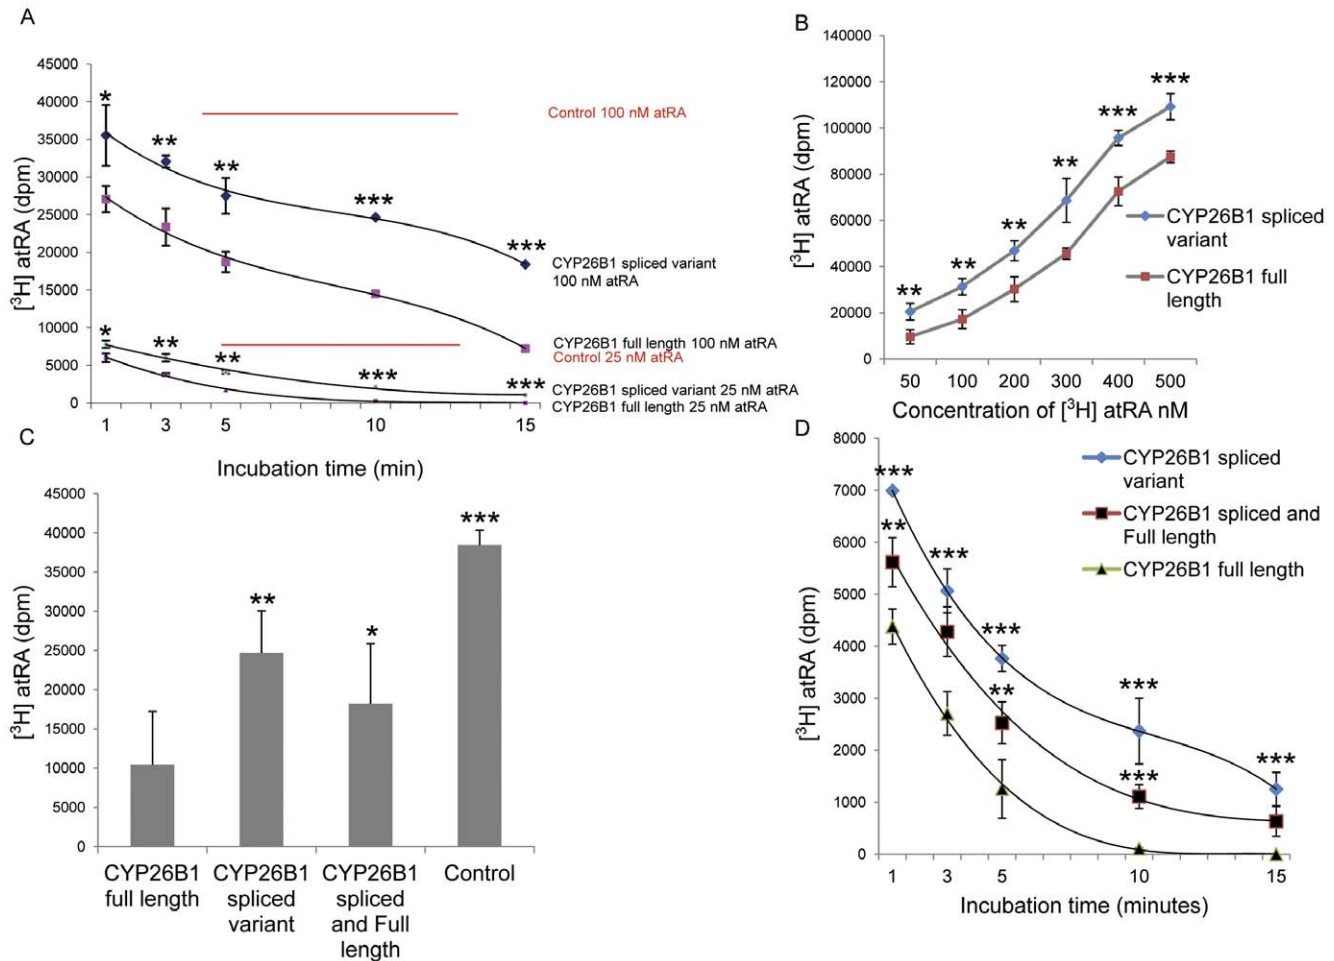 A
[³H] atRA (dpm)
45000
40000
35000
30000
25000
20000
15000
10000
5000
0
*
**
**
***
***
*
**
**
***
***
Control 100 nM atRA
CYP26B1 spliced variant
100 nM atRA
CYP26B1 full length 100 nM atRA
Control 25 nM atRA
CYP26B1 spliced variant 25 nM atRA
CYP26B1 full length 25 nM atRA
1 3 5 10 15
Incubation time (min)
B
[³H] atRA (dpm)
140000
120000
100000
80000
60000
40000
20000
0
**
**
**
**
***
***
CYP26B1 spliced
variant
CYP26B1 full
length
50 100 200 300 400 500
Concentration of [³H] atRA nM
C
[³H] atRA (dpm)
45000
40000
35000
30000
25000
20000
15000
10000
5000
0
**
*
***
CYP26B1
full length
CYP26B1
spliced
variant
CYP26B1
spliced
and Full
length
Control
D
[³H] atRA (dpm)
8000
7000
6000
5000
4000
3000
2000
1000
0
***
**
***
***
**
***
***
***
CYP26B1 spliced
variant
CYP26B1 spliced and
Full length
CYP26B1 full length
1 3 5 10 15
Incubation time (minutes)